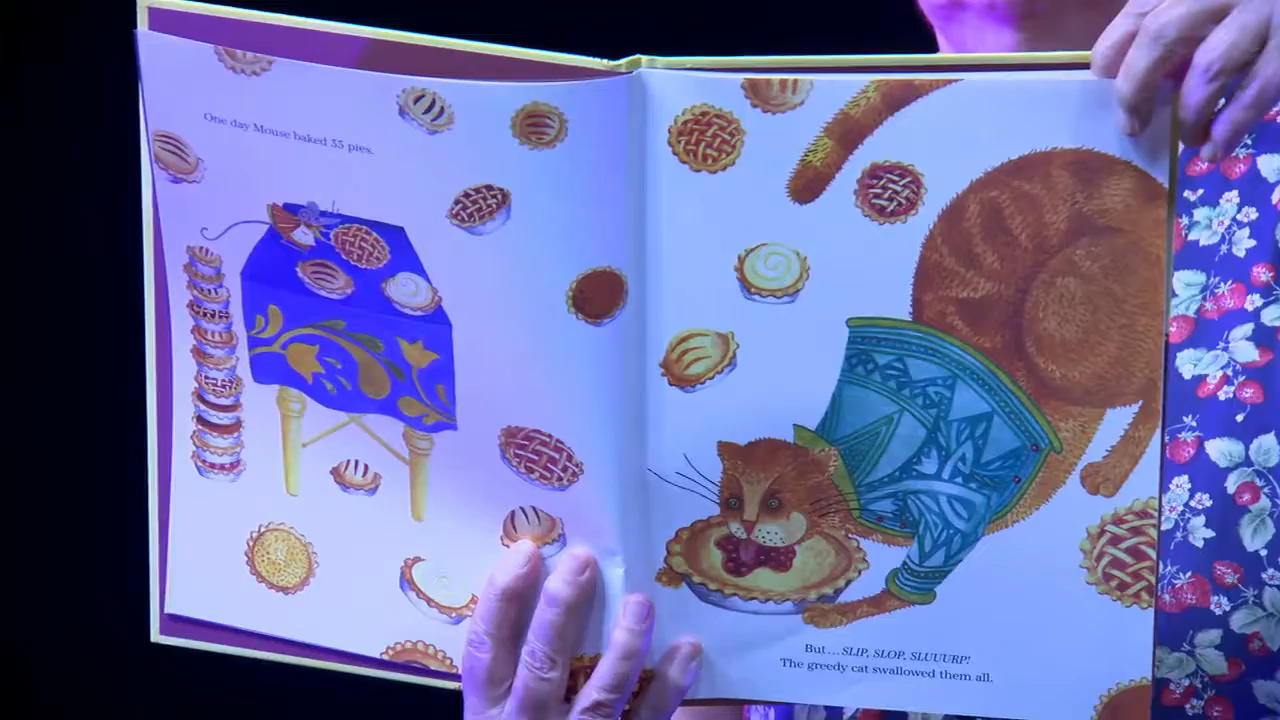 One day Mouse baked 35 pies.
But... SLIP, SLOP, SLUUURP!
The greedy cat swallowed them all.